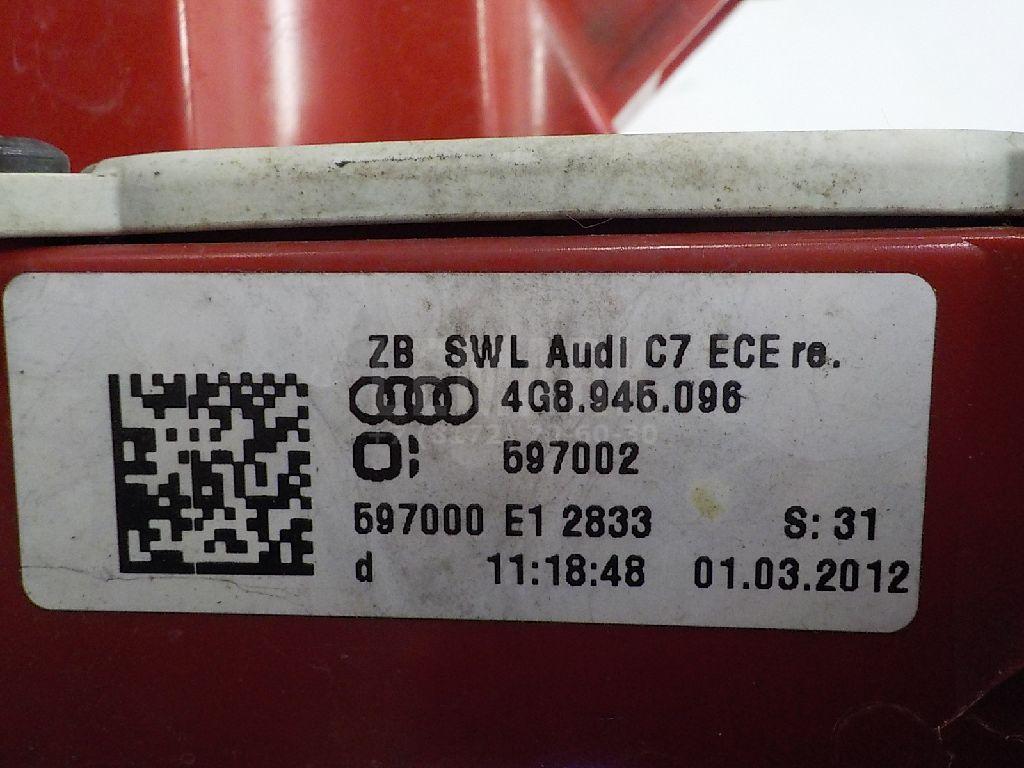 ZB SWL Audi C7 ECE re.
4G8.945.096
597002
597000 E1 2833 S: 31
d 11:18:48 01.03.2012